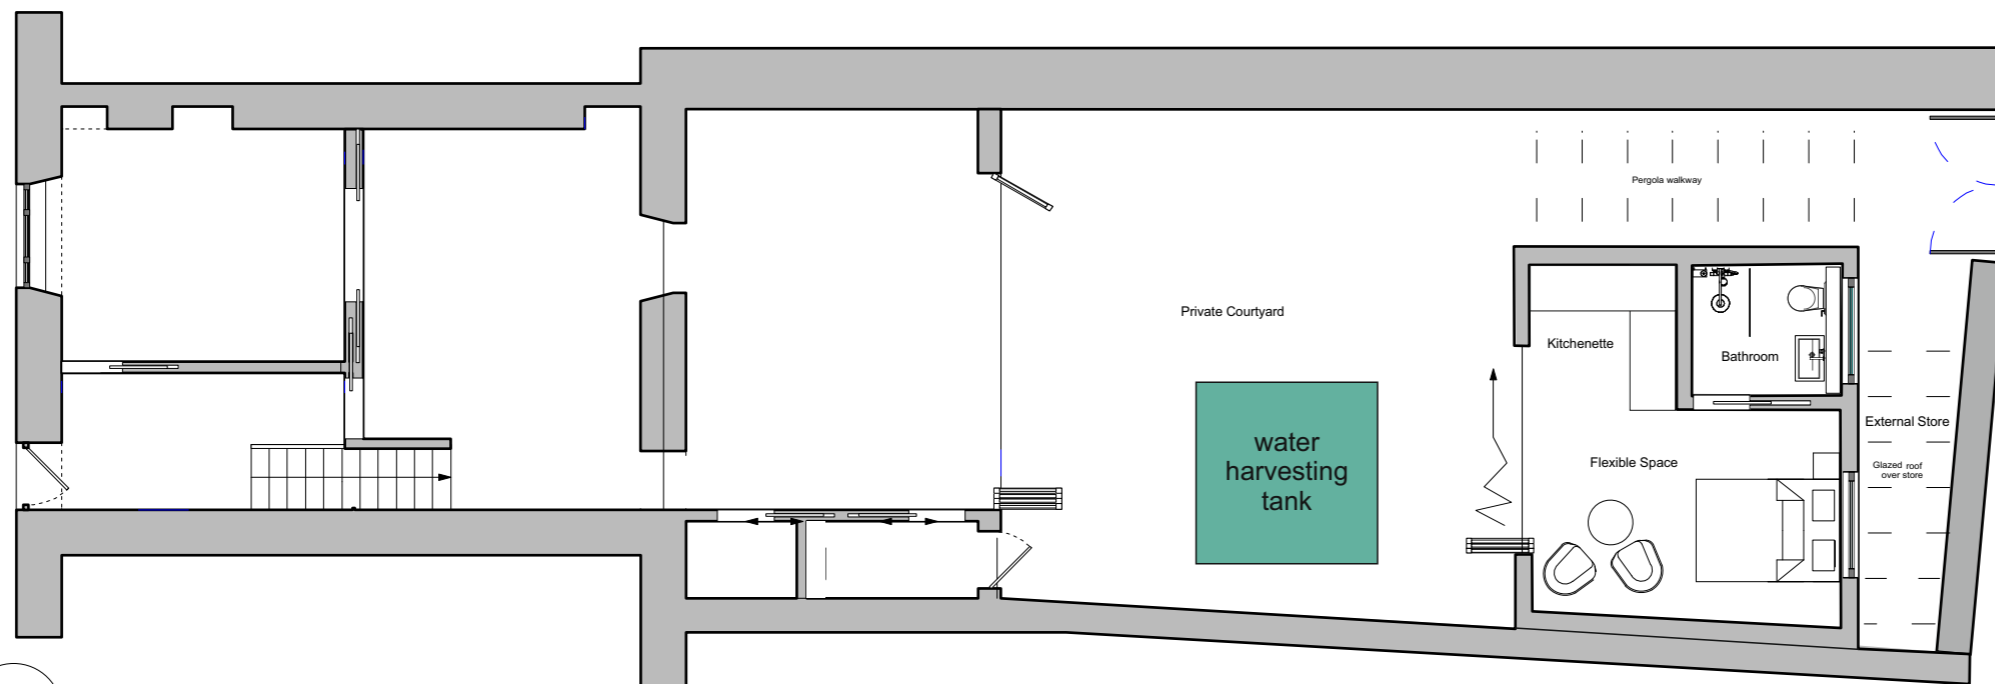 Pergola walkway
Private Courtyard
Kitchenette
Bathroom
External Store
Flexible Space
Glazed roof
over store
water
harvesting
tank